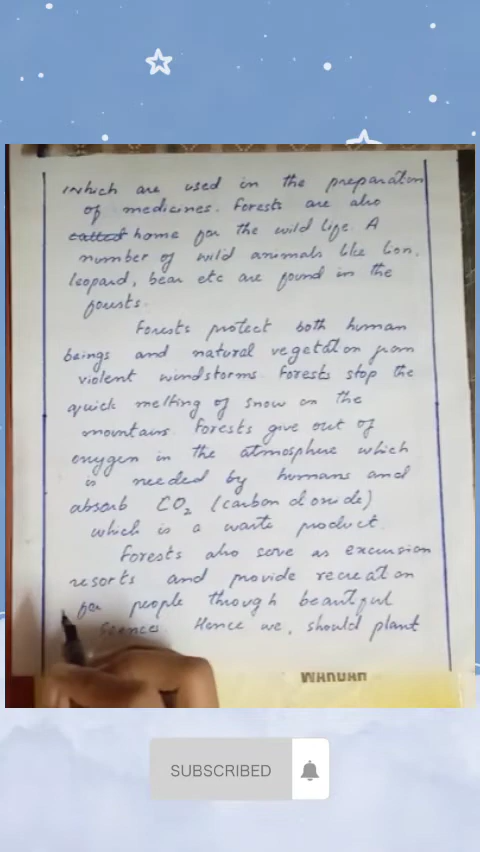 which are used in the preparation
of medicines. Forests are also
called home for the wild life. A
number of wild animals like lion,
leopard, bear etc are found in the
forests.
Forests protect both human
beings and natural vegetation from
violent windstorms. Forests stop the
quick melting of snow on the
mountains. Forests give out of
oxygen in the atmosphere which
is needed by humans and
absorb CO₂ (carbon dioxide)
which is a waste product.
Forests also serve as excursion
resorts and provide recreation
for people through beautiful
Scences. Hence we, should plant
SUBSCRIBED